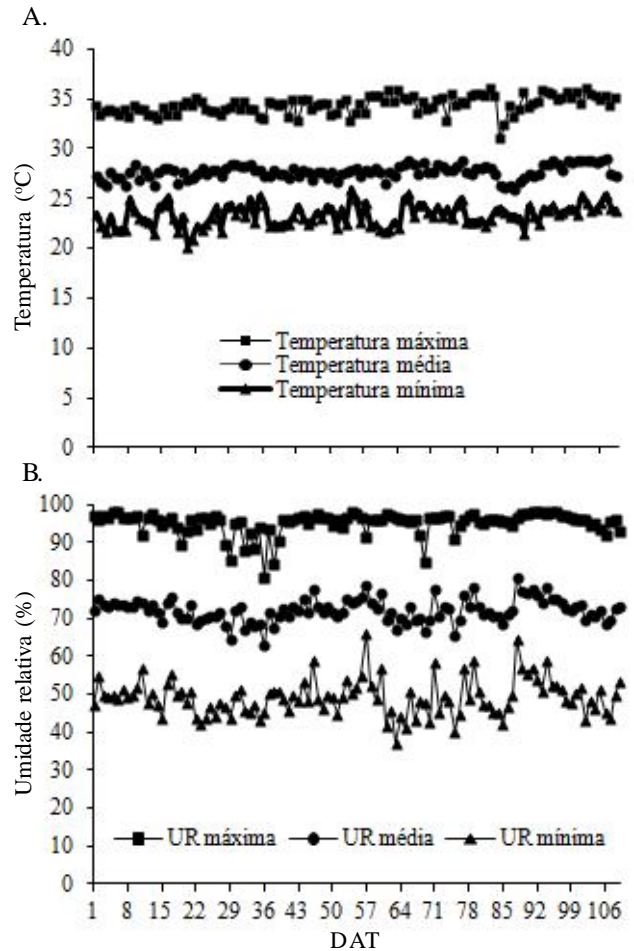 A.
40
35
30
25
20
15
10
5
0
Temperatura (ºC)
Temperatura máxima
Temperatura média
Temperatura mínima
B.
100
90
80
70
60
50
40
30
20
10
0
Umidade relativa (%)
UR máxima UR média UR mínima
1 8 15 22 29 36 43 50 57 64 71 78 85 92 99 106
DAT